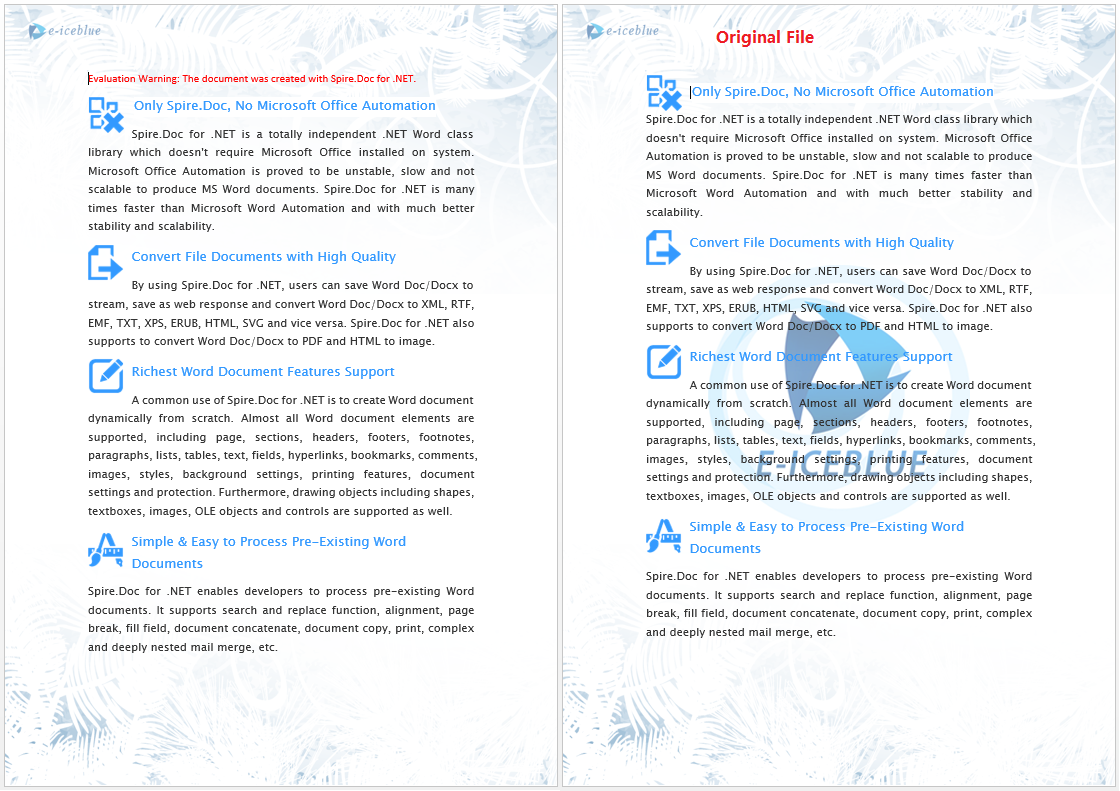 e-iceblue
Evaluation Warning: The document was created with Spire.Doc for .NET.
Only Spire.Doc, No Microsoft Office Automation
Spire.Doc for .NET is a totally independent .NET Word class
library which doesn't require Microsoft Office installed on system.
Microsoft Office Automation is proved to be unstable, slow and not
scalable to produce MS Word documents. Spire.Doc for .NET is many
times faster than Microsoft Word Automation and with much better
stability and scalability.
Convert File Documents with High Quality
By using Spire.Doc for .NET, users can save Word Doc/Docx to
stream, save as web response and convert Word Doc/Docx to XML, RTF,
EMF, TXT, XPS, ERUB, HTML, SVG and vice versa. Spire.Doc for .NET also
supports to convert Word Doc/Docx to PDF and HTML to image.
Richest Word Document Features Support
A common use of Spire.Doc for .NET is to create Word document
dynamically from scratch. Almost all Word document elements are
supported, including page, sections, headers, footers, footnotes,
paragraphs, lists, tables, text, fields, hyperlinks, bookmarks, comments,
images, styles, background settings, printing features, document
settings and protection. Furthermore, drawing objects including shapes,
textboxes, images, OLE objects and controls are supported as well.
Simple & Easy to Process Pre-Existing Word
Documents
Spire.Doc for .NET enables developers to process pre-existing Word
documents. It supports search and replace function, alignment, page
break, fill field, document concatenate, document copy, print, complex
and deeply nested mail merge, etc.
e-iceblue
Original File
Only Spire.Doc, No Microsoft Office Automation
Spire.Doc for .NET is a totally independent .NET Word class library which
doesn't require Microsoft Office installed on system. Microsoft Office
Automation is proved to be unstable, slow and not scalable to produce
MS Word documents. Spire.Doc for .NET is many times faster than
Microsoft Word Automation and with much better stability and
scalability.
Convert File Documents with High Quality
By using Spire.Doc for .NET, users can save Word Doc/Docx to
stream, save as web response and convert Word Doc/Docx to XML, RTF,
EMF, TXT, XPS, ERUB, HTML, SVG and vice versa. Spire.Doc for .NET also
supports to convert Word Doc/Docx to PDF and HTML to image.
Richest Word Document Features Support
A common use of Spire.Doc for .NET is to create Word document
dynamically from scratch. Almost all Word document elements are
supported, including page, sections, headers, footers, footnotes,
paragraphs, lists, tables, text, fields, hyperlinks, bookmarks, comments,
images, styles, background settings, printing features, document
E-ICEBLUE
settings and protection. Furthermore, drawing objects including shapes,
textboxes, images, OLE objects and controls are supported as well.
Simple & Easy to Process Pre-Existing Word
Documents
Spire.Doc for .NET enables developers to process pre-existing Word
documents. It supports search and replace function, alignment, page
break, fill field, document concatenate, document copy, print, complex
and deeply nested mail merge, etc.